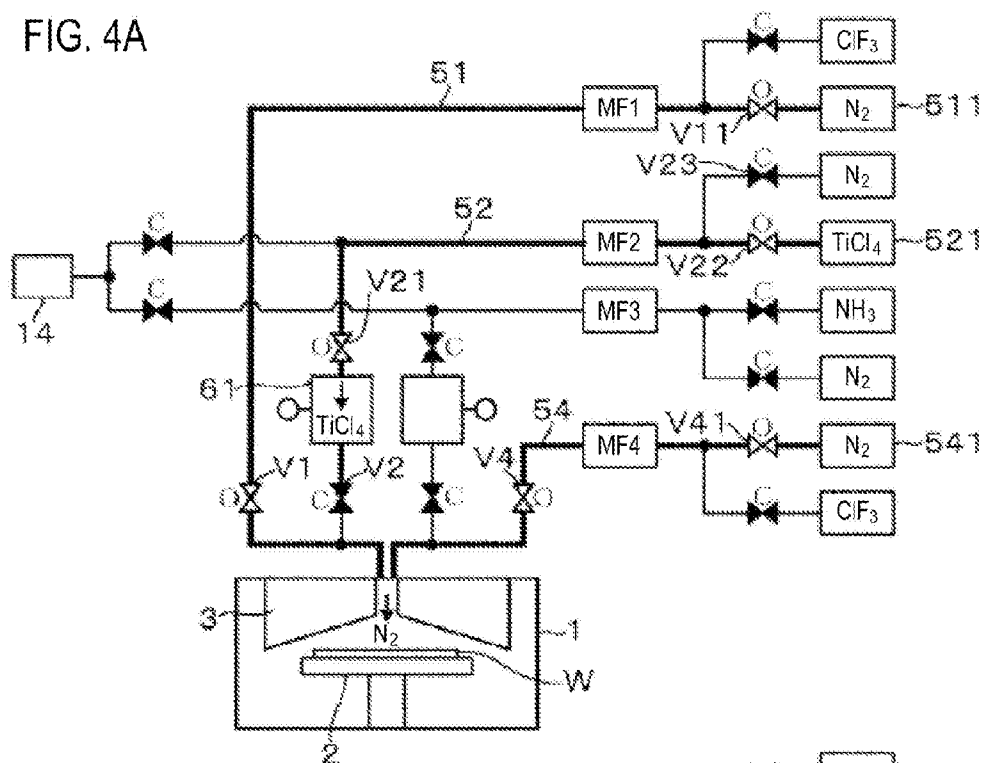 FIG. 4A
C ClF3
51
MF1 V11 O N2 511
V23 C N2
C 52
MF2 V22 O TiCl4 521
14 C V21 MF3 C NH3
O C
61 C N2
TiCl4 54 MF4 V41 O N2 541
V1 V2 V4
O C C O C ClF3
3 N2 1
W
2